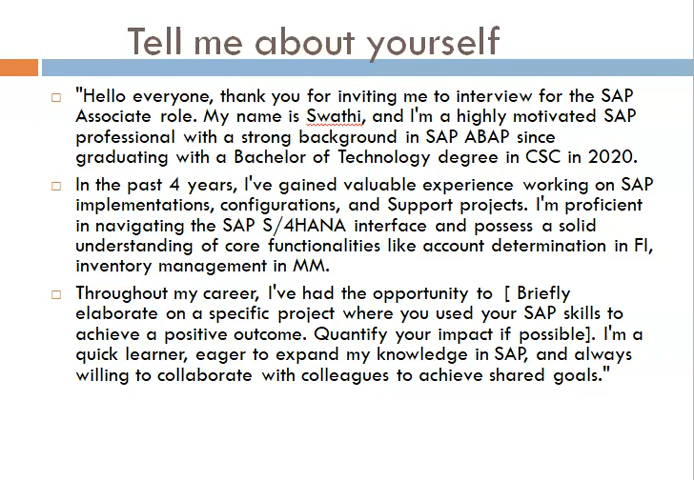 Tell me about yourself
"Hello everyone, thank you for inviting me to interview for the SAP
Associate role. My name is Swathi, and I'm a highly motivated SAP
professional with a strong background in SAP ABAP since
graduating with a Bachelor of Technology degree in CSC in 2020.
In the past 4 years, I've gained valuable experience working on SAP
implementations, configurations, and Support projects. I'm proficient
in navigating the SAP S/4HANA interface and possess a solid
understanding of core functionalities like account determination in FI,
inventory management in MM.
Throughout my career, I've had the opportunity to [ Briefly
elaborate on a specific project where you used your SAP skills to
achieve a positive outcome. Quantify your impact if possible]. I'm a
quick learner, eager to expand my knowledge in SAP, and always
willing to collaborate with colleagues to achieve shared goals."